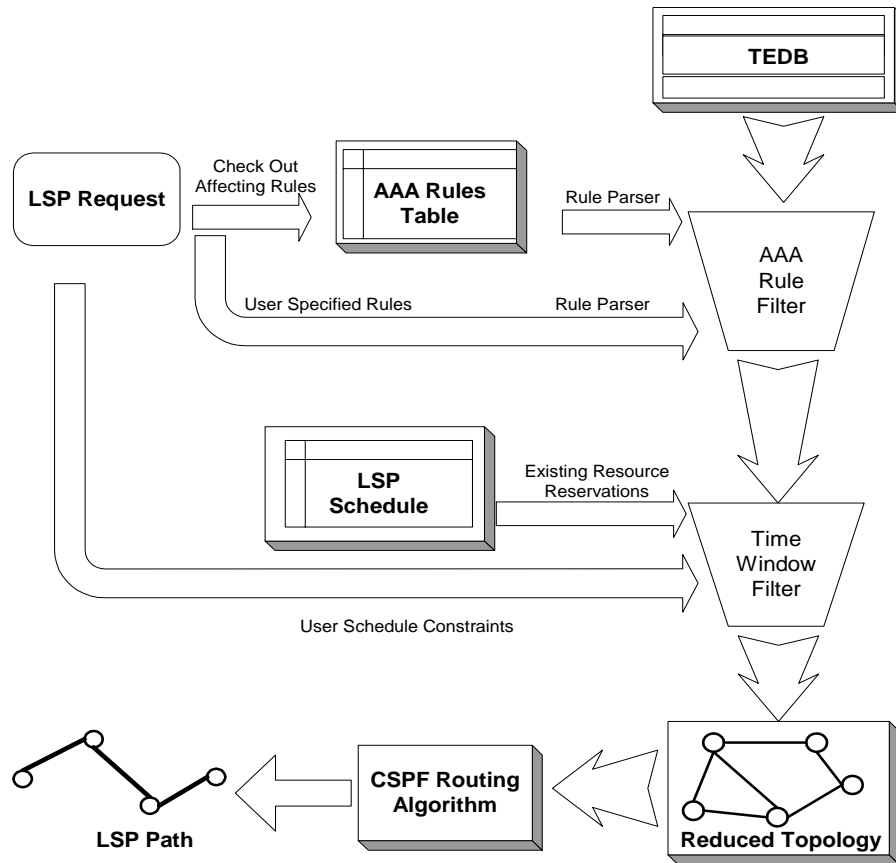 TEDB
LSP Request
Check Out
Affecting Rules
AAA Rules
Table
Rule Parser
AAA
Rule
Filter
User Specified Rules
Rule Parser
LSP
Schedule
Existing Resource
Reservations
Time
Window
Filter
User Schedule Constraints
LSP Path
CSPF Routing
Algorithm
Reduced Topology